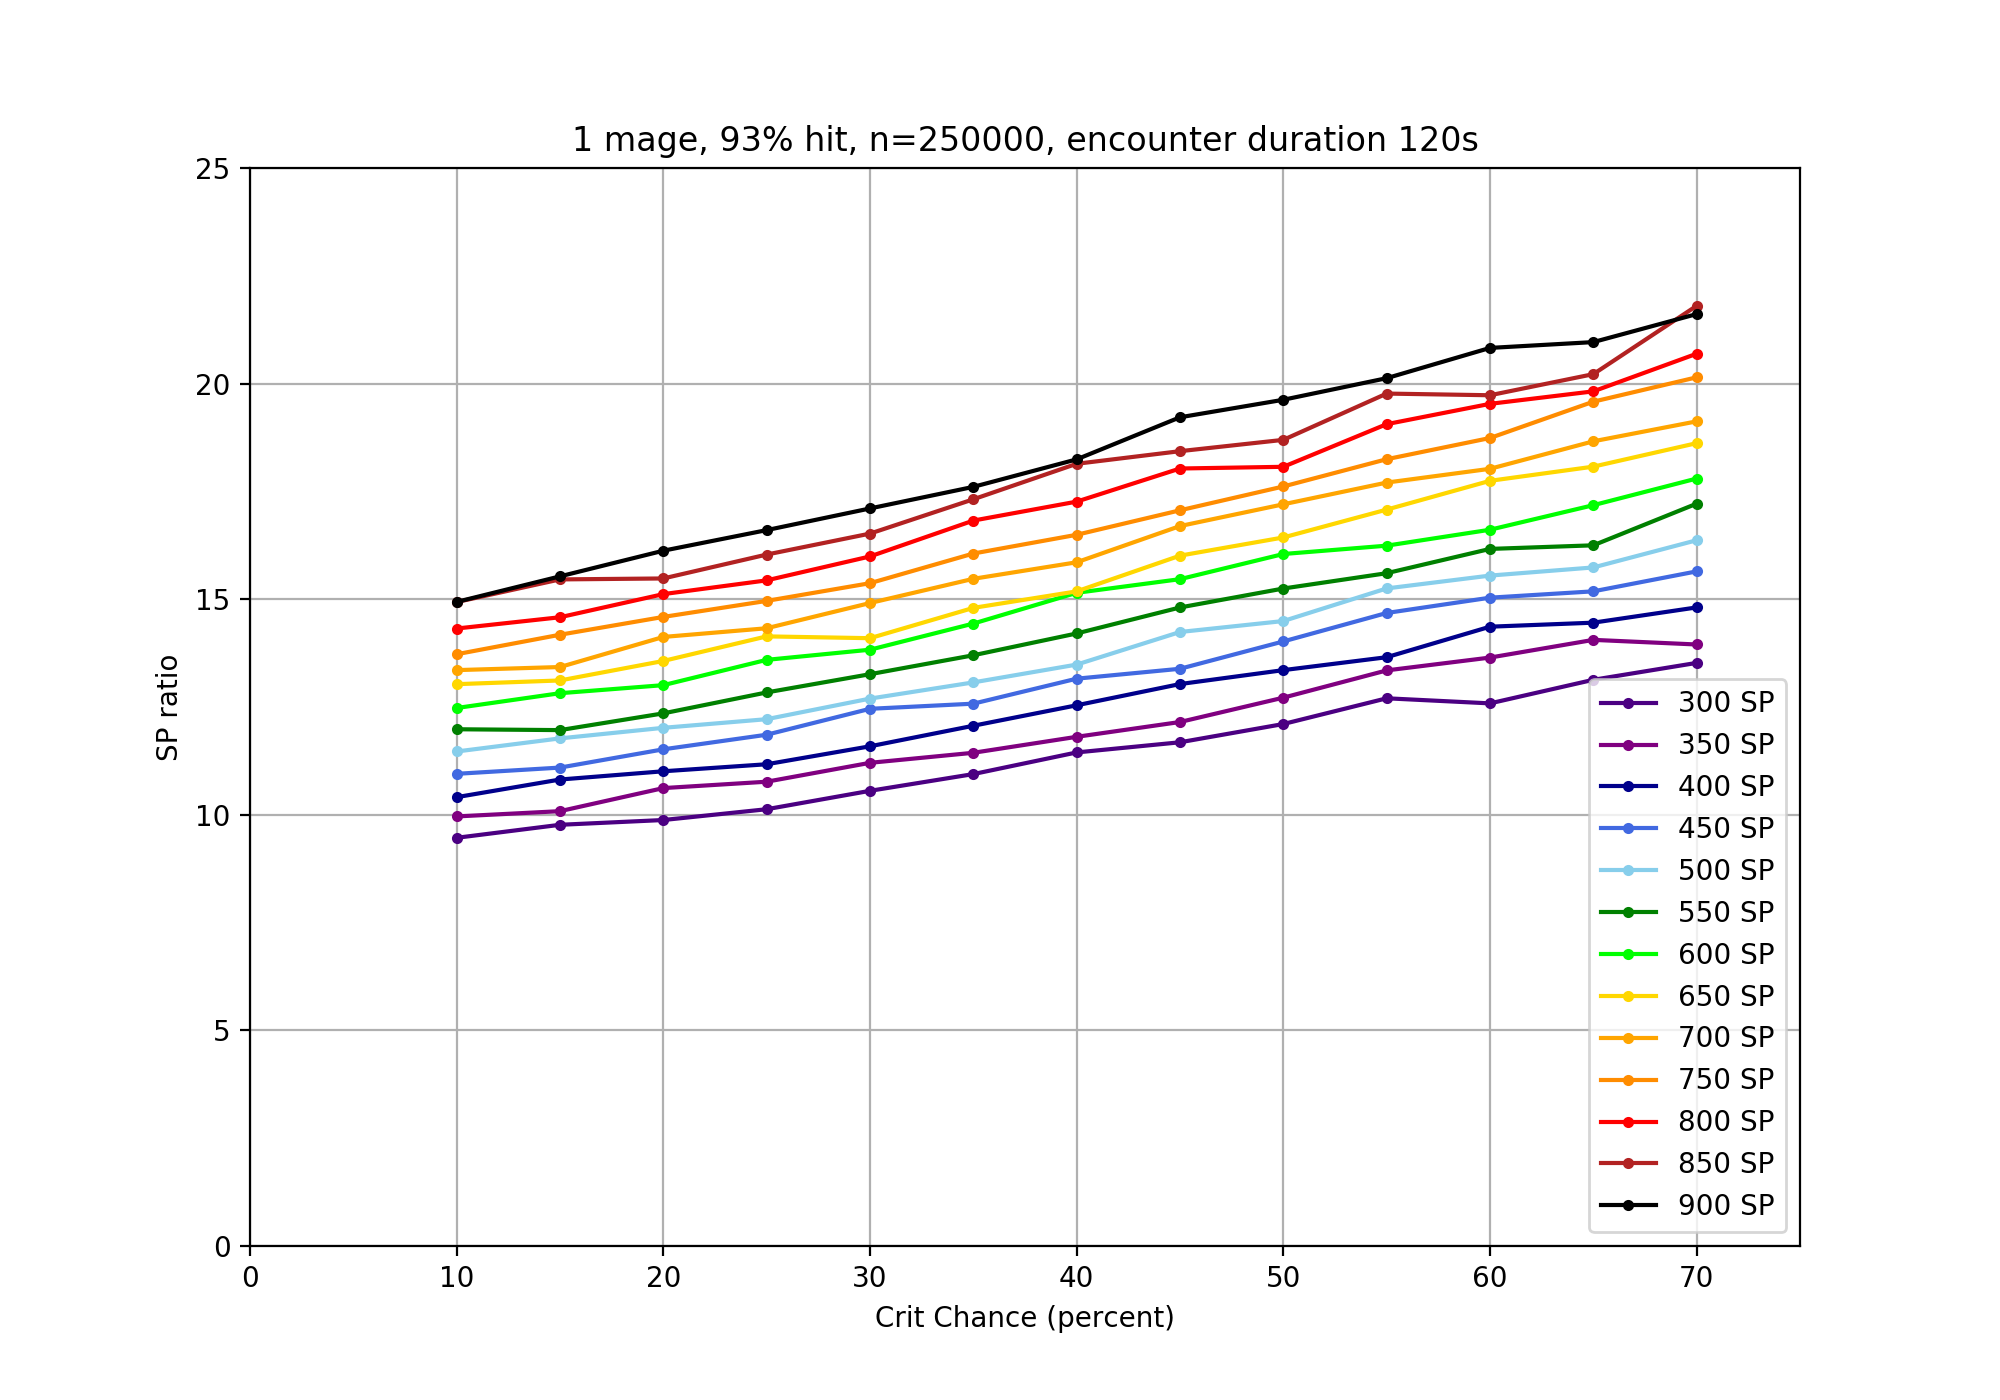 1 mage, 93% hit, n=250000, encounter duration 120s
25
20
15
10
5
0
SP ratio
300 SP
350 SP
400 SP
450 SP
500 SP
550 SP
600 SP
650 SP
700 SP
750 SP
800 SP
850 SP
900 SP
0 10 20 30 40 50 60 70
Crit Chance (percent)